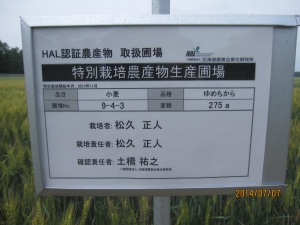 HAL認証農産物 取扱圃場
HAL
特別栽培農産物生産圃場
品目 小麦 品種 ゆめちから
圃場No. 9-4-3 面積 275 a
栽培者: 松久 正人
栽培責任者: 松久 正人
確認責任者: 土橋 祐之
2014/07/07